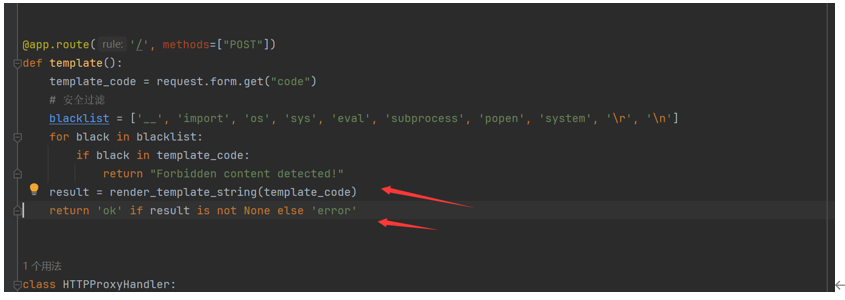 @app.route( rule: '/', methods=["POST"])
def template():
template_code = request.form.get("code")
# 安全过滤
blacklist = ['__', 'import', 'os', 'sys', 'eval', 'subprocess', 'popen', 'system', '\r', '\n']
for black in blacklist:
if black in template_code:
return "Forbidden content detected!"
result = render_template_string(template_code)
return 'ok' if result is not None else 'error'
1 个用法
class HTTPProxyHandler: